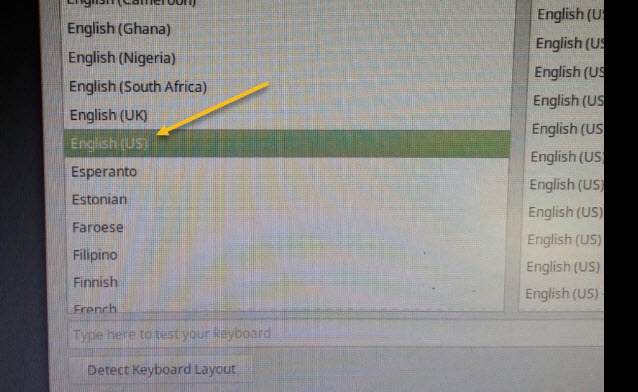 English (Cameroon)
English (Ghana)
English (Nigeria)
English (South Africa)
English (UK)
English (US)
Esperanto
Estonian
Faroese
Filipino
Finnish
French
English (US
English (US
English (US
English (US
English (US
English (US)
English (US)
English (US)
English (US)
English (US)
English (US) -
Type here to test your keyboard
Detect Keyboard Layout